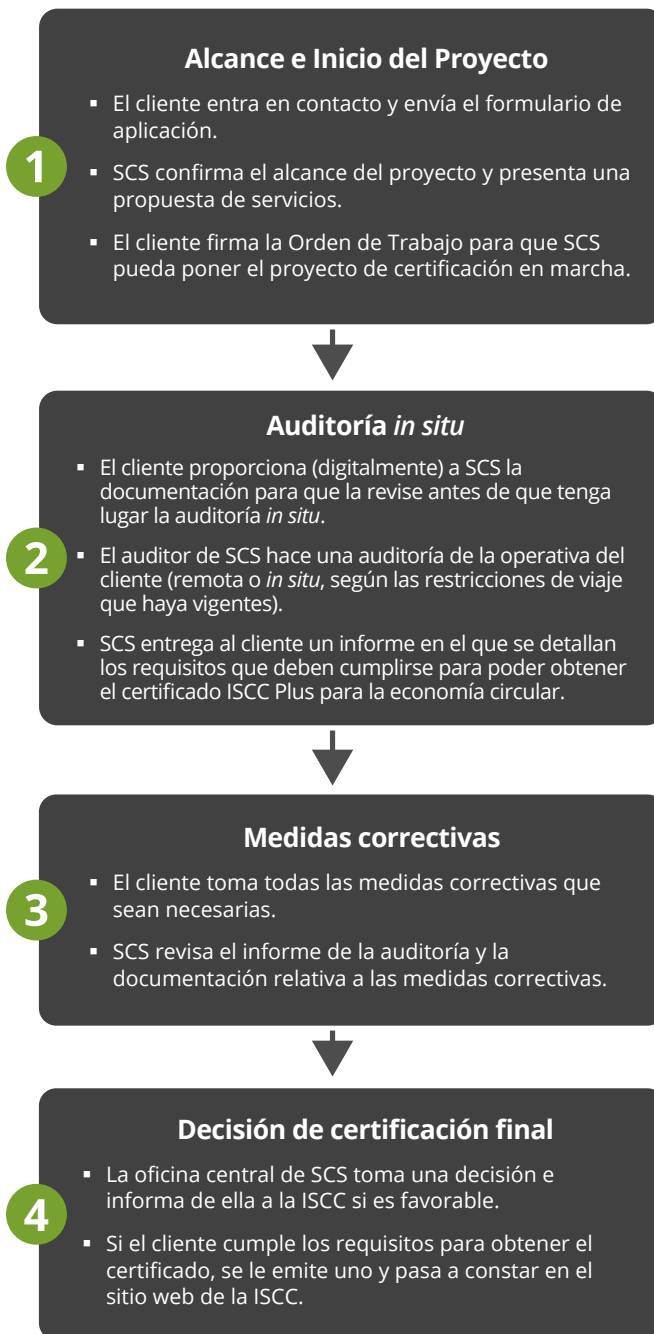 Alcance e Inicio del Proyecto
▪ El cliente entra en contacto y envía el formulario de
aplicación.
1
▪ SCS confirma el alcance del proyecto y presenta una
propuesta de servicios.
▪ El cliente firma la Orden de Trabajo para que SCS
pueda poner el proyecto de certificación en marcha.
Auditoría in situ
▪ El cliente proporciona (digitalmente) a SCS la
documentación para que la revise antes de que tenga
lugar la auditoría in situ.
2
▪ El auditor de SCS hace una auditoría de la operativa del
cliente (remota o in situ, según las restricciones de viaje
que haya vigentes).
▪ SCS entrega al cliente un informe en el que se detallan
los requisitos que deben cumplirse para poder obtener
el certificado ISCC Plus para la economía circular.
Medidas correctivas
3
▪ El cliente toma todas las medidas correctivas que
sean necesarias.
▪ SCS revisa el informe de la auditoría y la
documentación relativa a las medidas correctivas.
Decisión de certificación final
▪ La oficina central de SCS toma una decisión e
informa de ella a la ISCC si es favorable.
4
▪ Si el cliente cumple los requisitos para obtener el
certificado, se le emite uno y pasa a constar en el
sitio web de la ISCC.